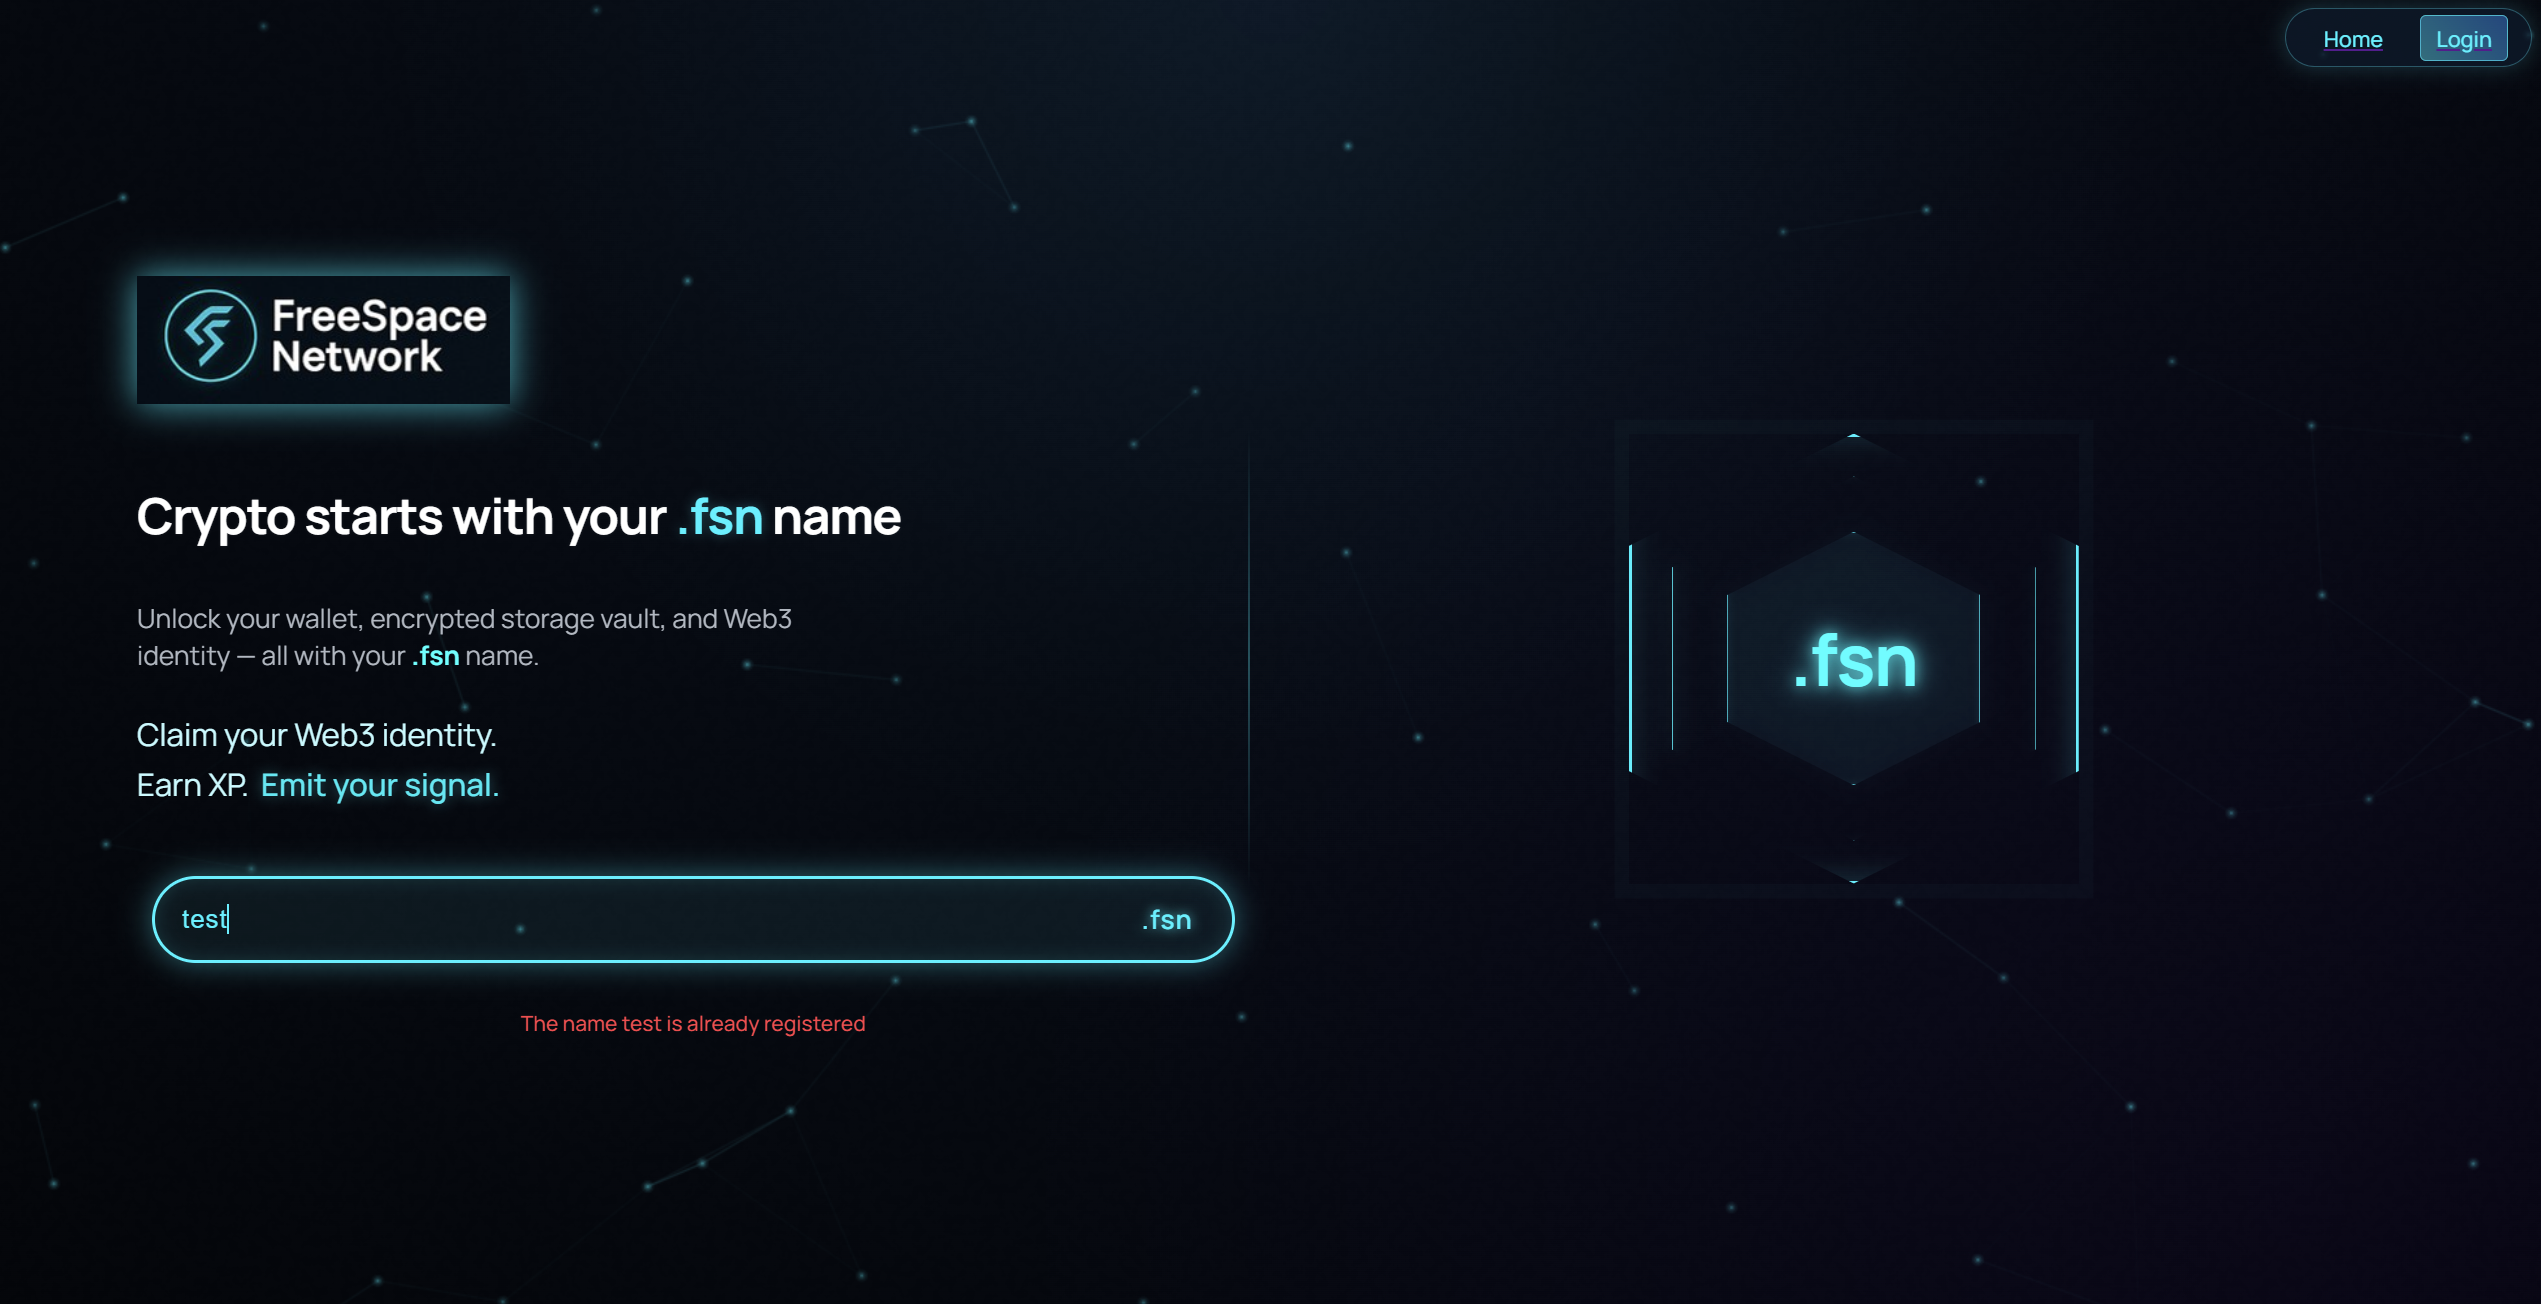 Home
Login
FreeSpace
Network
Crypto starts with your .fsn name
Unlock your wallet, encrypted storage vault, and Web3
identity — all with your .fsn name.
Claim your Web3 identity.
Earn XP. Emit your signal.
test
.fsn
The name test is already registered
.fsn